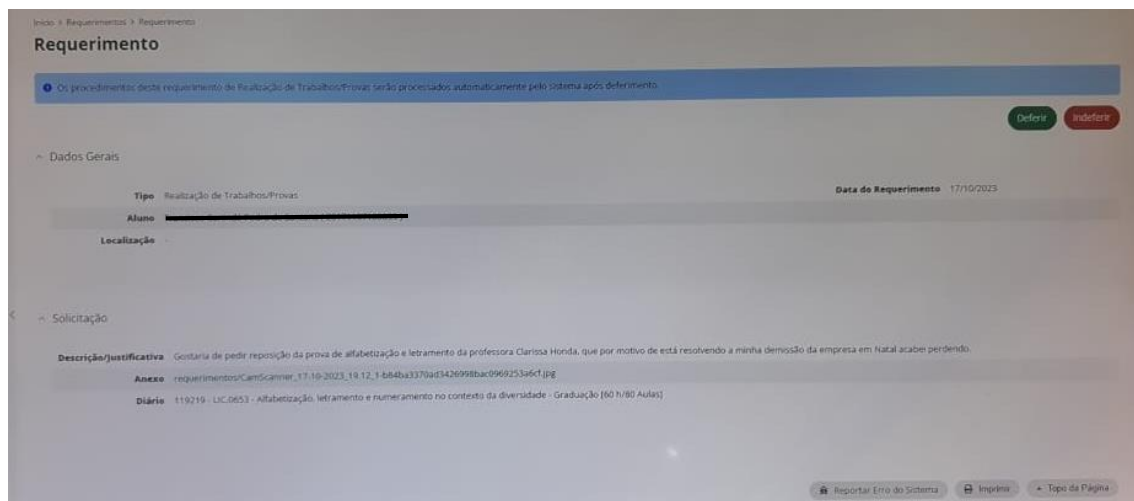 Início > Requerimentos > Requerimento
Requerimento
Os procedimentos deste requerimento de Realização de Trabalhos/Provas serão processados automaticamente pelo sistema após deferimento.
Deferir Indeferir
Dados Gerais
Tipo Realização de Trabalhos/Provas Data do Requerimento 17/10/2023
Aluno
Localização -
Solicitação
Descrição/Justificativa Gostaria de pedir reposição da prova de alfabetização e letramento da professora Clarissa Honda, que por motivo de está resolvendo a minha demissão da empresa em Natal acabei perdendo.
Anexo requerimentos/CamScanner_17-10-2023_19.12_1-b84ba3370ad3426998bac0969253a6cf.jpg
Diário 119219 - LIC.0653 - Alfabetização, letramento e numeramento no contexto da diversidade - Graduação [60 h/80 Aulas]
Reportar Erro do Sistema Imprimir Topo da Página